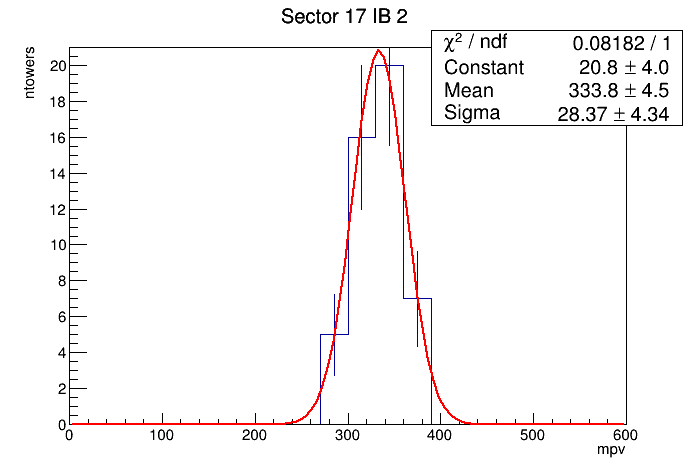 Sector 17 IB 2
χ² / ndf 0.08182 / 1
Constant 20.8 ± 4.0
Mean 333.8 ± 4.5
Sigma 28.37 ± 4.34
ntowers
20
18
16
14
12
10
8
6
4
2
0
0 100 200 300 400 500 600
mpv